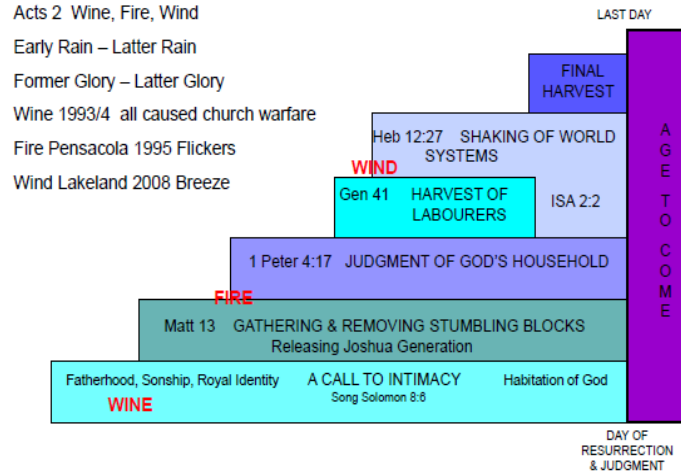 Acts 2 Wine, Fire, Wind
Early Rain – Latter Rain
Former Glory – Latter Glory
Wine 1993/4 all caused church warfare
Fire Pensacola 1995 Flickers
Wind Lakeland 2008 Breeze
LAST DAY
FINAL
HARVEST
Heb 12:27 SHAKING OF WORLD
SYSTEMS
WIND
Gen 41 HARVEST OF
LABOURERS
ISA 2:2
1 Peter 4:17 JUDGMENT OF GOD'S HOUSEHOLD
FIRE
Matt 13 GATHERING & REMOVING STUMBLING BLOCKS
Releasing Joshua Generation
Fatherhood, Sonship, Royal Identity A CALL TO INTIMACY Habitation of God
Song Solomon 8:6
WINE
AGE TO COME
DAY OF
RESURRECTION
& JUDGMENT